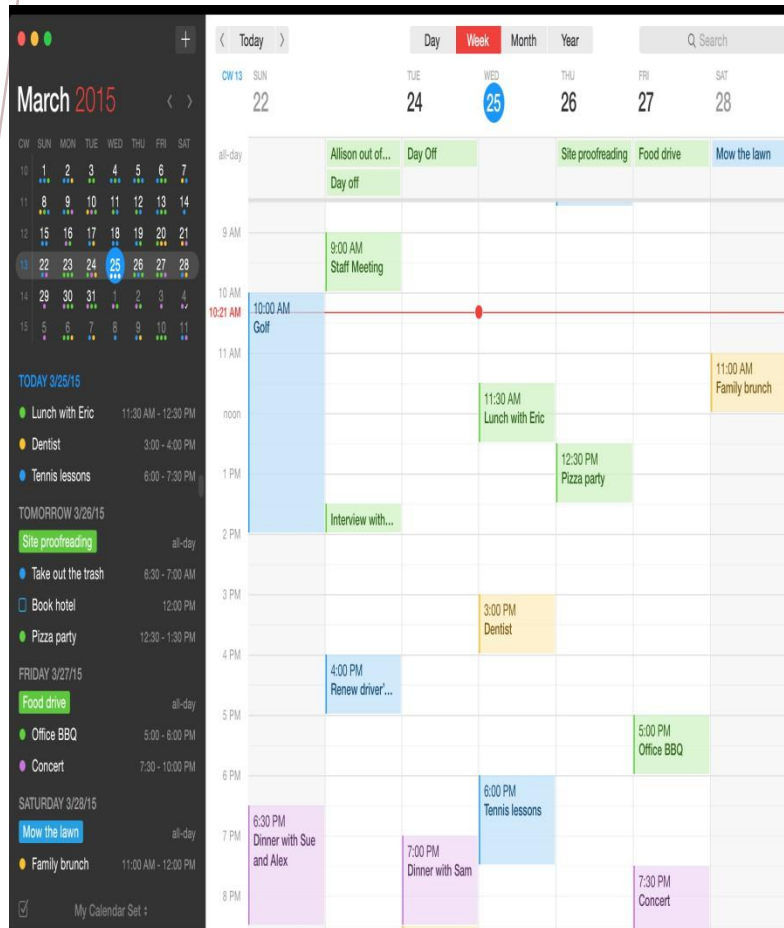 March 2015
CW SUN MON TUE WED THU FRI SAT
10 1 2 3 4 5 6 7
11 8 9 10 11 12 13 14
12 15 16 17 18 19 20 21
13 22 23 24 25 26 27 28
14 29 30 31 1 2 3 4
15 5 6 7 8 9 10 11
TODAY 3/25/15
Lunch with Eric 11:30 AM - 12:30 PM
Dentist 3:00 - 4:00 PM
Tennis lessons 6:00 - 7:30 PM
TOMORROW 3/26/15
Site proofreading all-day
Take out the trash 6:30 - 7:00 AM
Book hotel 12:00 PM
Pizza party 12:30 - 1:30 PM
FRIDAY 3/27/15
Food drive all-day
Office BBQ 5:00 - 6:00 PM
Concert 7:30 - 10:00 PM
SATURDAY 3/28/15
Mow the lawn all-day
Family brunch 11:00 AM - 12:00 PM
My Calendar Set
Today Day Week Month Year Search
CW 13 SUN TUE WED THU FRI SAT
22 24 25 26 27 28
all-day Allison out of... Day Off Site proofreading Food drive Mow the lawn
Day off
9 AM
9:00 AM
Staff Meeting
10 AM
10:00 AM
10:21 AM
Golf
11 AM
11:00 AM
Family brunch
11:30 AM
noon
Lunch with Eric
12:30 PM
1 PM
Pizza party
Interview with...
2 PM
3 PM
3:00 PM
Dentist
4 PM
4:00 PM
Renew driver'...
5 PM
5:00 PM
Office BBQ
6 PM
6:00 PM
Tennis lessons
6:30 PM
7 PM
Dinner with Sue
and Alex
7:00 PM
Dinner with Sam
7:30 PM
8 PM
Concert